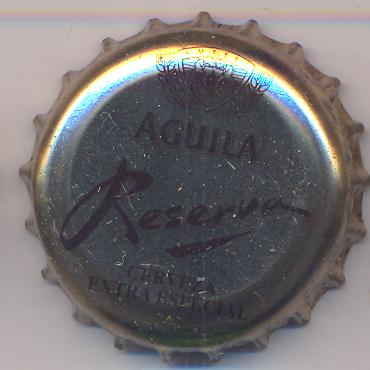 AGUILA
Reserva
CERVEZA
EXTRA ESPECIAL